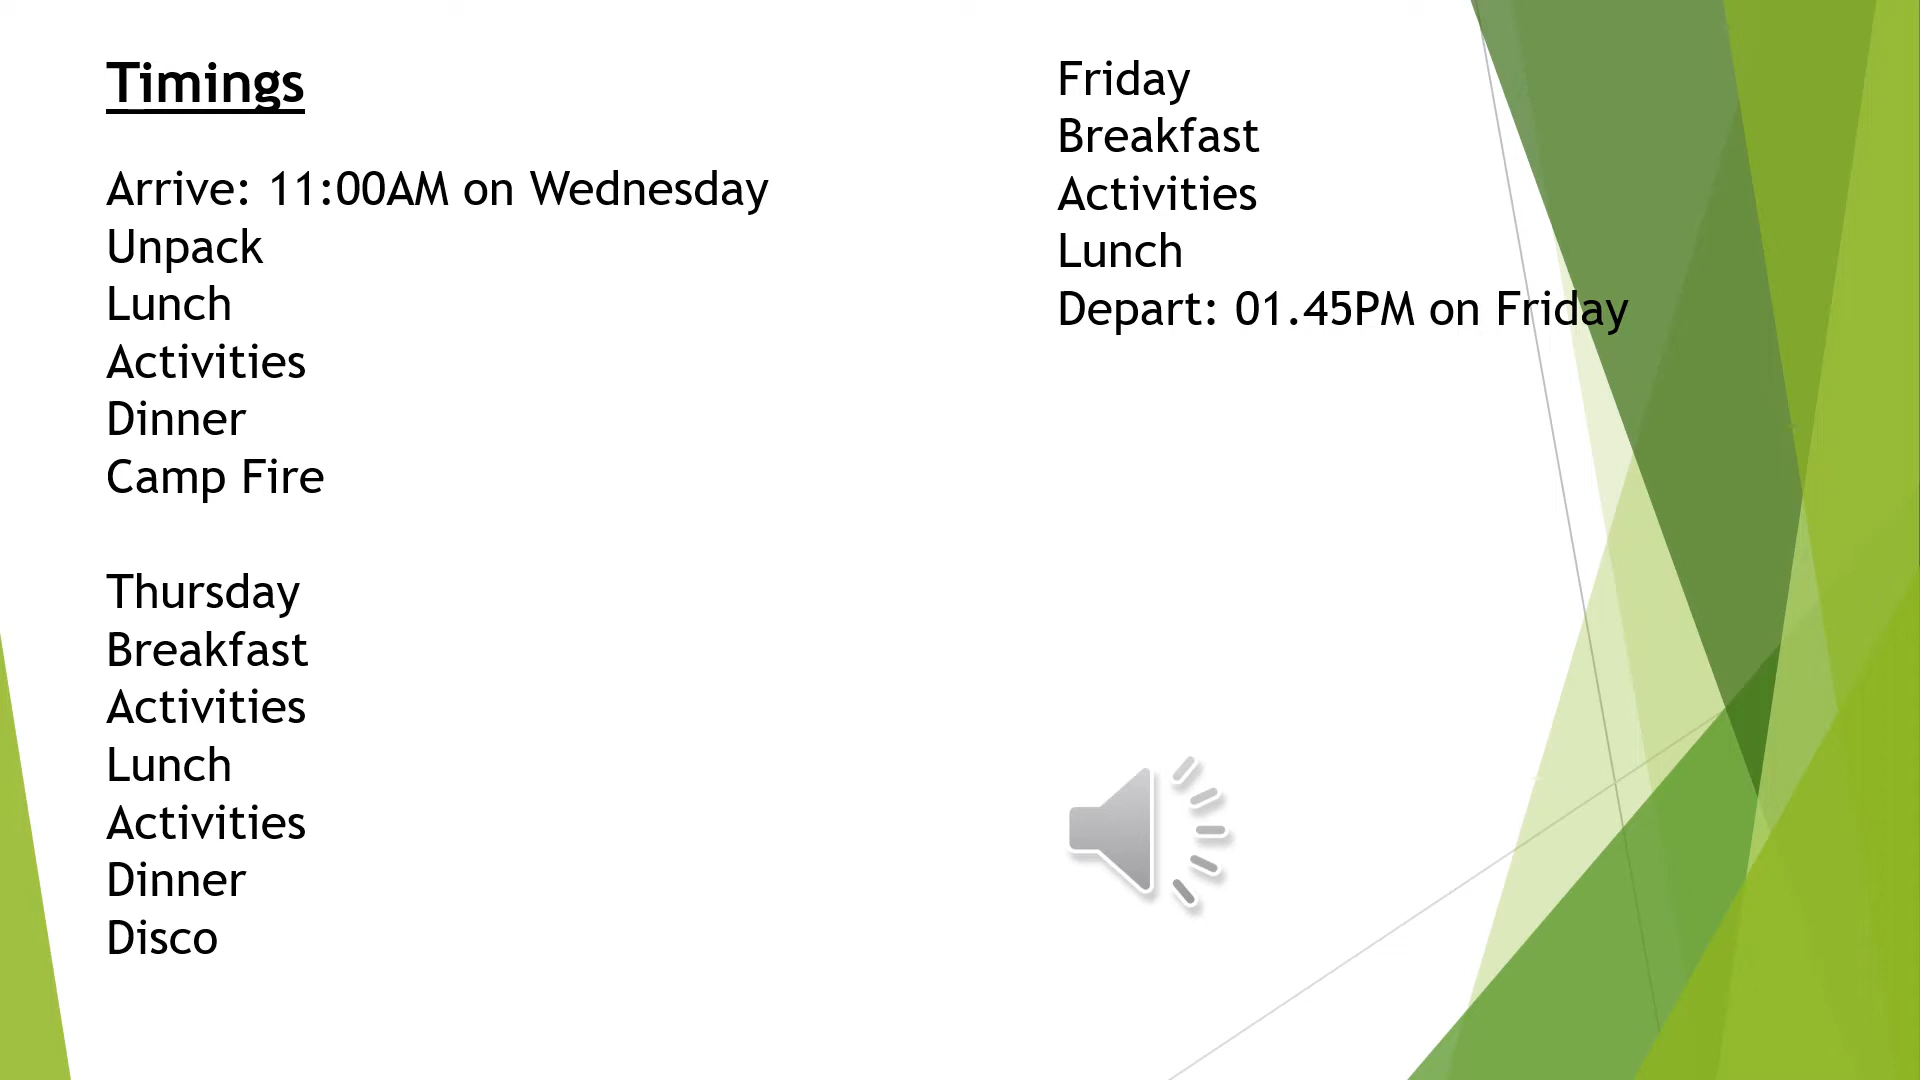 Timings
Arrive: 11:00AM on Wednesday
Unpack
Lunch
Activities
Dinner
Camp Fire
Thursday
Breakfast
Activities
Lunch
Activities
Dinner
Disco
Friday
Breakfast
Activities
Lunch
Depart: 01.45PM on Friday